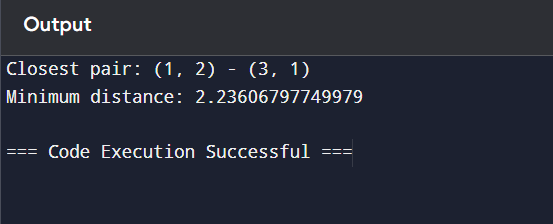 Output
Closest pair: (1, 2) - (3, 1)
Minimum distance: 2.23606797749979
=== Code Execution Successful ===